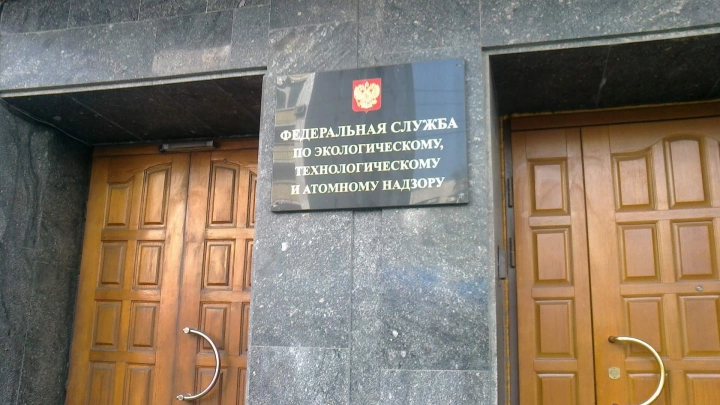 ФЕДЕРАЛЬНАЯ СЛУЖБА
ПО ЭКОЛОГИЧЕСКОМУ,
ТЕХНОЛОГИЧЕСКОМУ
И АТОМНОМУ НАДЗОРУ